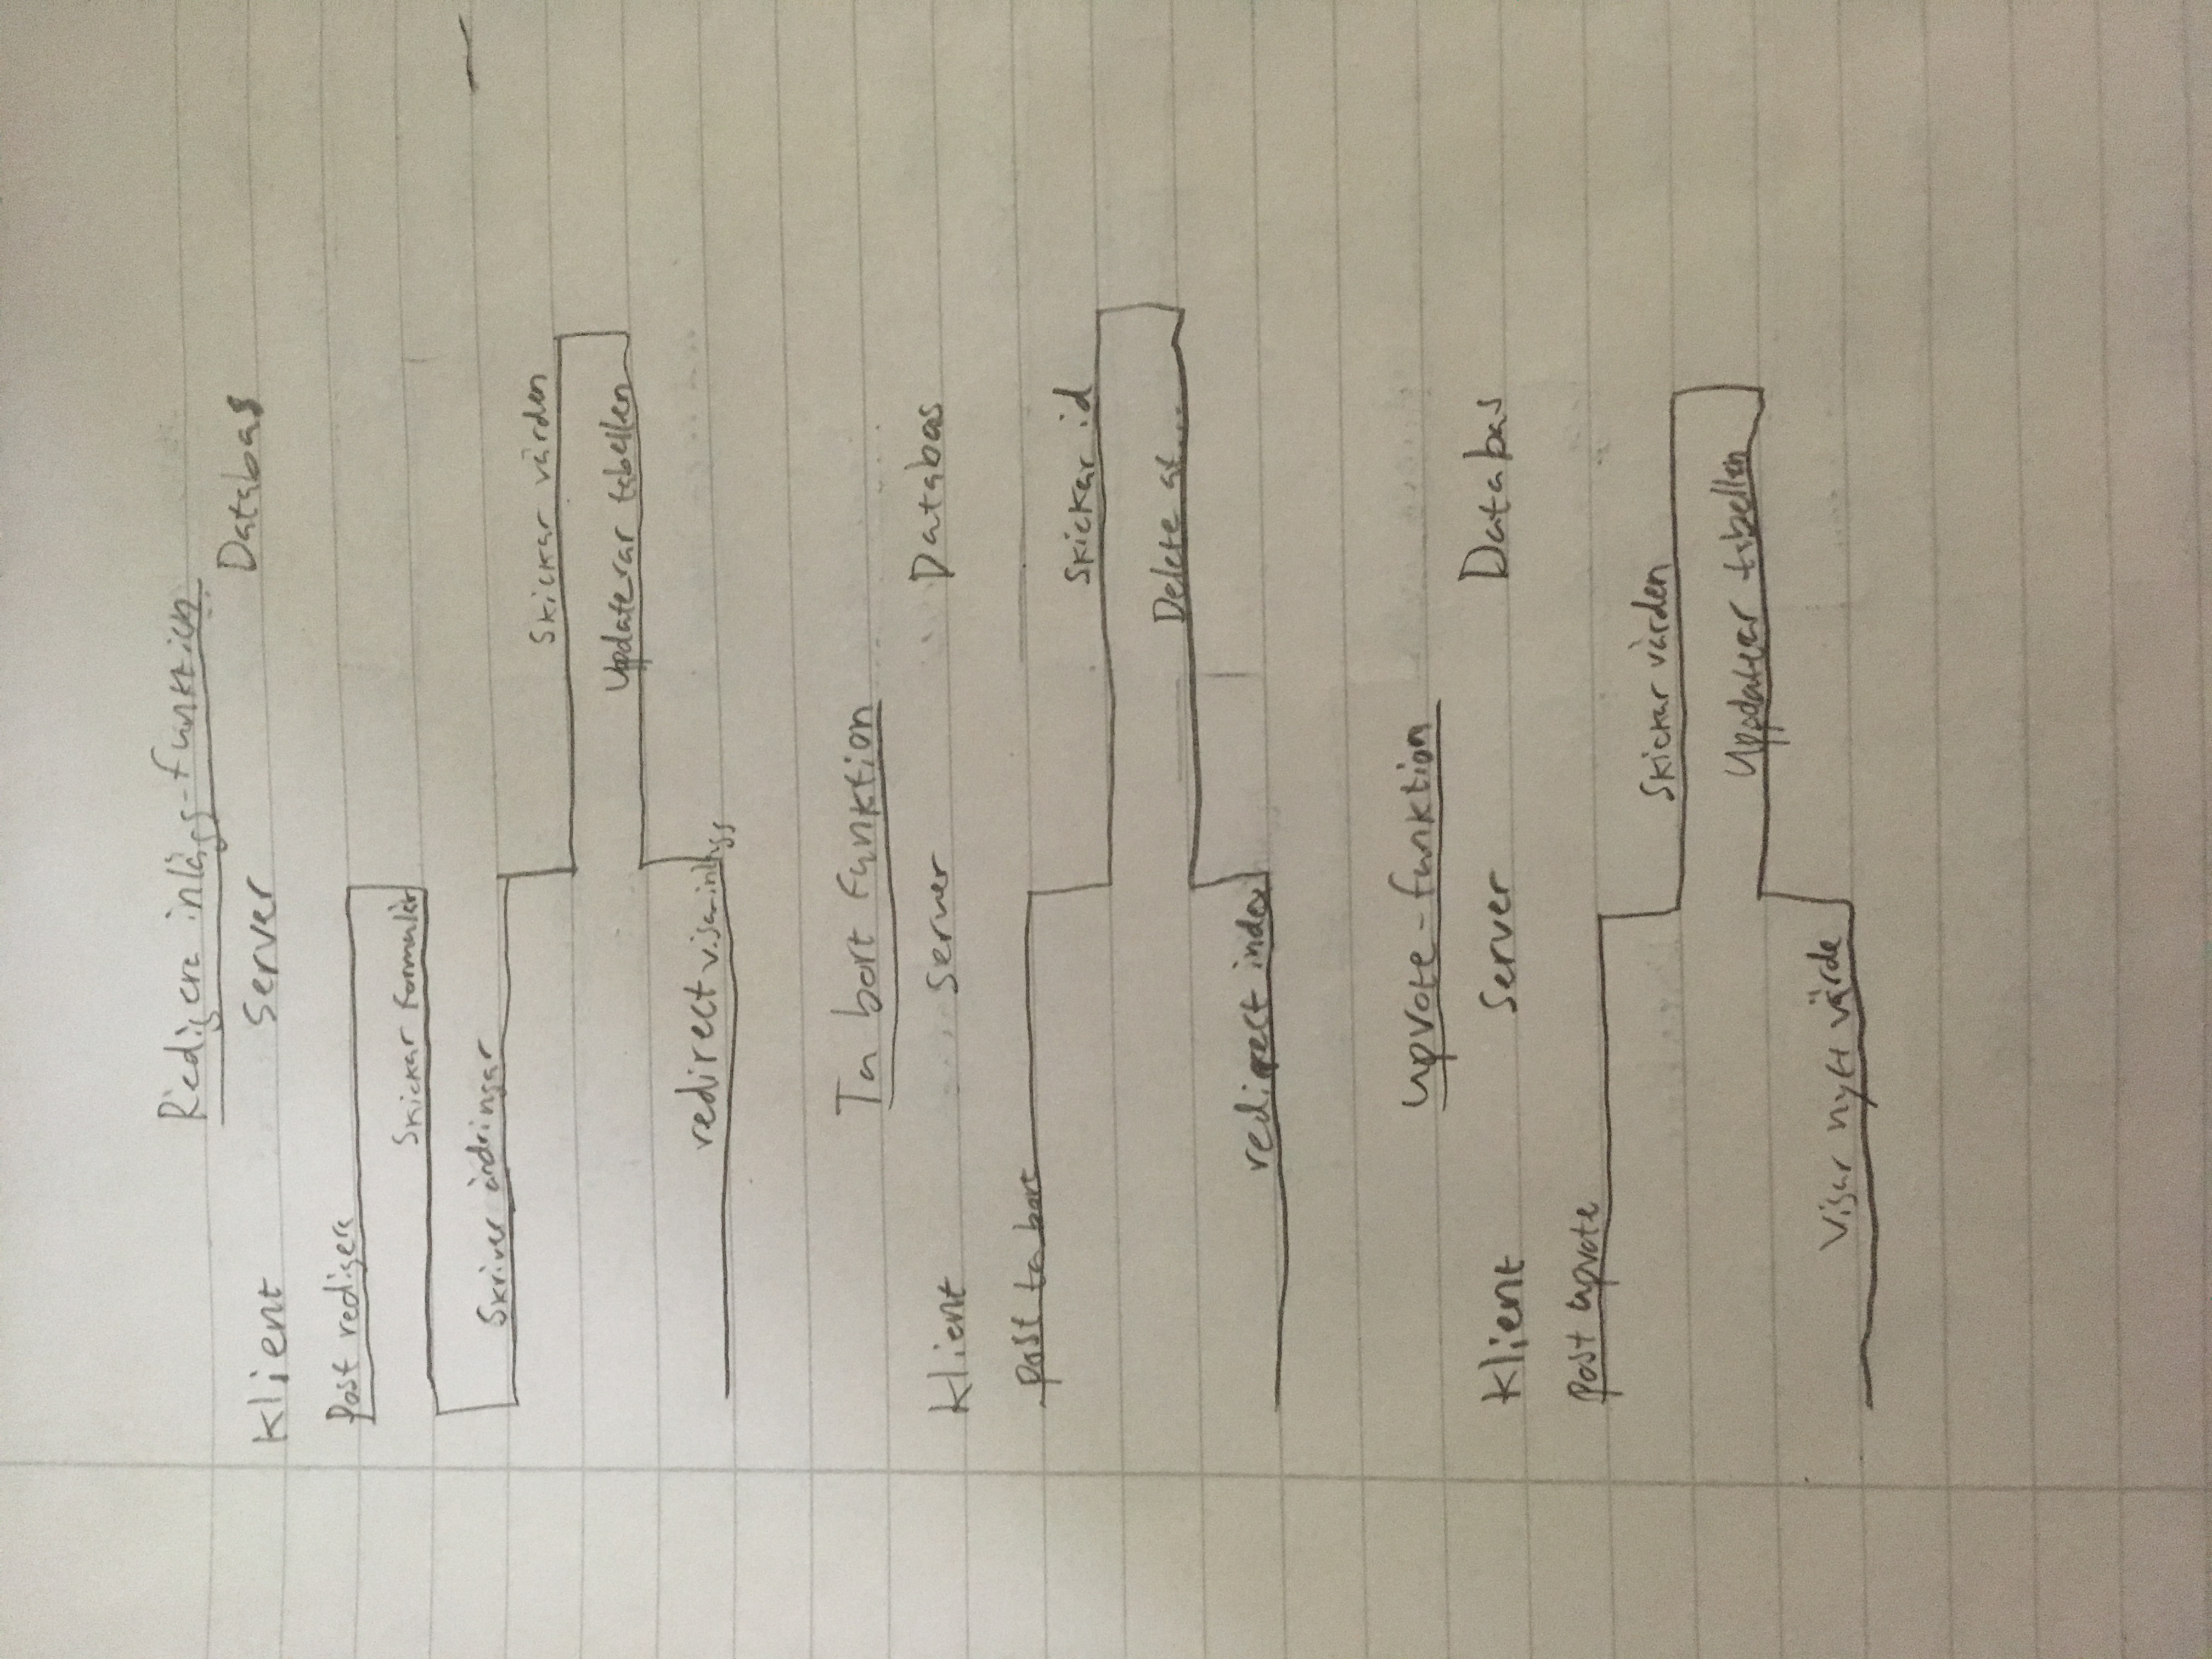 Redigera inlägg-funktion
Klient Server Databas
Post redigera
Skickar formulär
Skriver ändringar
Skickar värden
Uppdaterar tabellen
redirect visa-inlägg
Ta bort funktion
Klient Server Databas
post ta bort
Skickar id
Delete at...
redirect index
Upvote-funktion
Klient Server Databas
post upvote
Skickar värden
Uppdaterar tabellen
Visar nytt värde